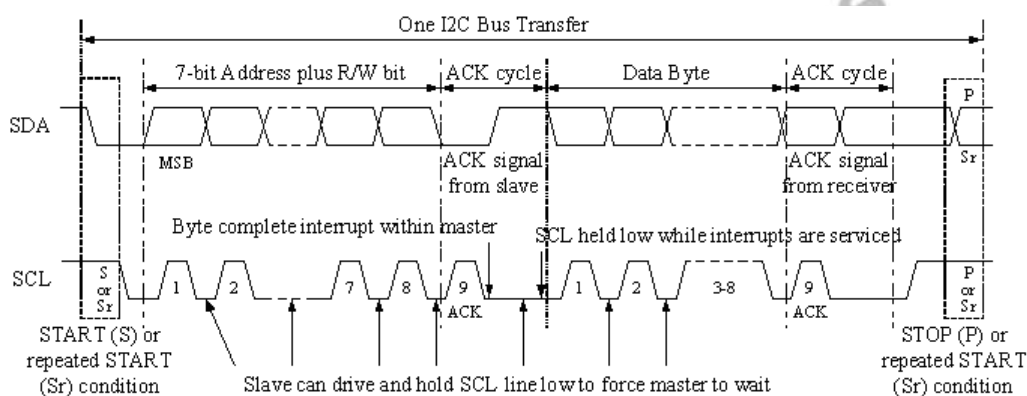 One I2C Bus Transfer
7-bit Address plus R/W bit
ACK cycle
Data Byte
ACK cycle
SDA
P
MSB
ACK signal
from slave
ACK signal
from receiver
Sr
Byte complete interrupt within master
SCL held low while interrupts are serviced
SCL
S
or
Sr
1
2
7
8
9
ACK
1
2
3-8
9
ACK
P
or
Sr
START (S) or
repeated START
(Sr) condition
Slave can drive and hold SCL line low to force master to wait
STOP (P) or
repeated START
(Sr) condition